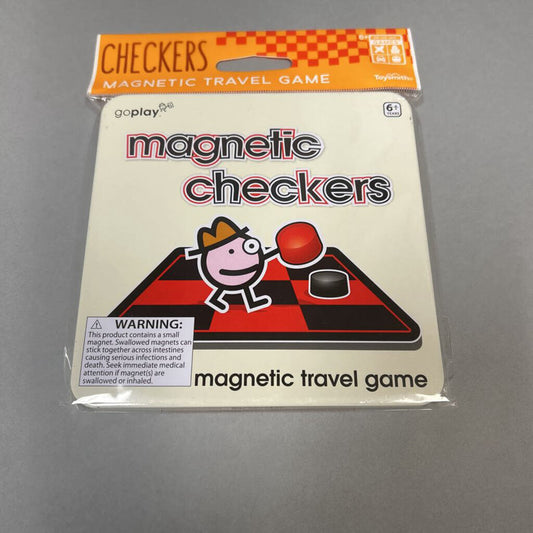 CHECKERS
MAGNETIC TRAVEL GAME
GAMES
Toysmith
goplay
6+
YEARS
magnetic
checkers
WARNING:
This product contains a small
magnet. Swallowed magnets can
stick together across intestines
causing serious infections and
death. Seek immediate medical
attention if magnet(s) are
swallowed or inhaled.
magnetic travel game